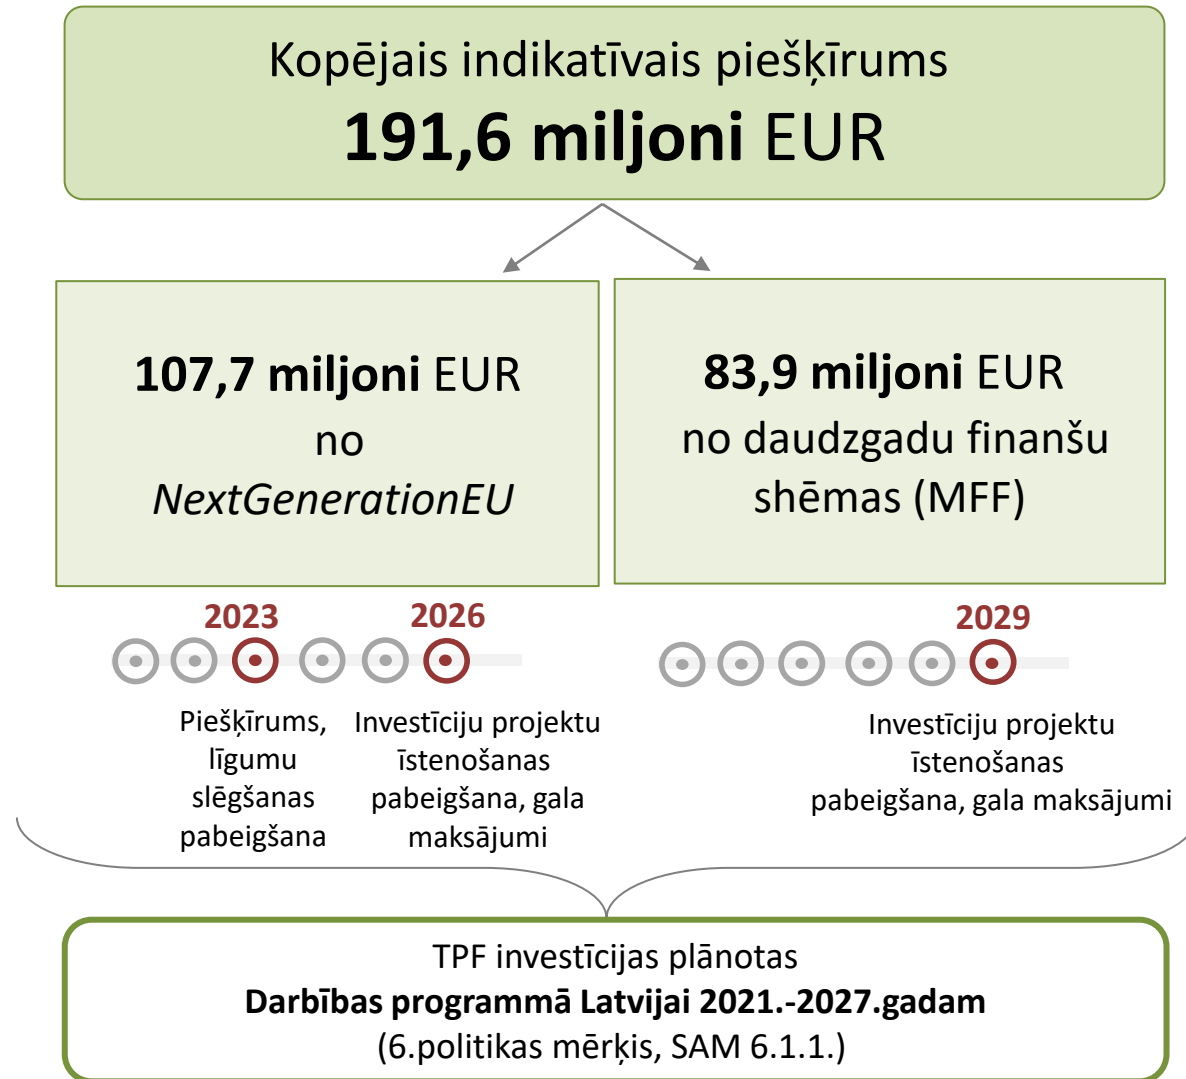 Kopējais indikatīvais piešķīrums
191,6 miljoni EUR
107,7 miljoni EUR
no
NextGenerationEU
83,9 miljoni EUR
no daudzgadu finanšu
shēmas (MFF)
2023
2026
Piešķīrums,
līgumu
slēgšanas
pabeigšana
Investīciju projektu
īstenošanas
pabeigšana, gala
maksājumi
2029
Investīciju projektu
īstenošanas
pabeigšana, gala maksājumi
TPF investīcijas plānotas
Darbības programmā Latvijai 2021.-2027.gadam
(6.politikas mērķis, SAM 6.1.1.)